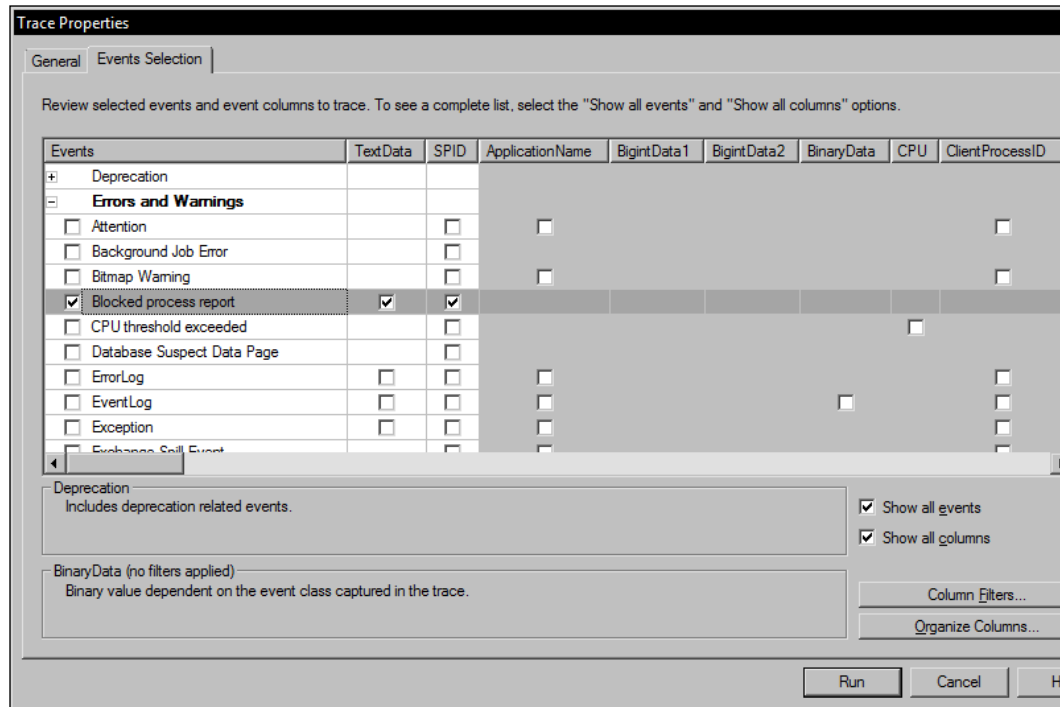 Trace Properties
General Events Selection
Review selected events and event columns to trace. To see a complete list, select the "Show all events" and "Show all columns" options.
Events TextData SPID ApplicationName BigintData1 BigintData2 BinaryData CPU ClientProcessID
Deprecation
Errors and Warnings
Attention
Background Job Error
Bitmap Warning
Blocked process report
CPU threshold exceeded
Database Suspect Data Page
ErrorLog
EventLog
Exception
Exchange Spill Event
Deprecation
Includes deprecation related events.
Show all events
Show all columns
BinaryData (no filters applied)
Binary value dependent on the event class captured in the trace.
Column Filters...
Organize Columns...
Run Cancel H